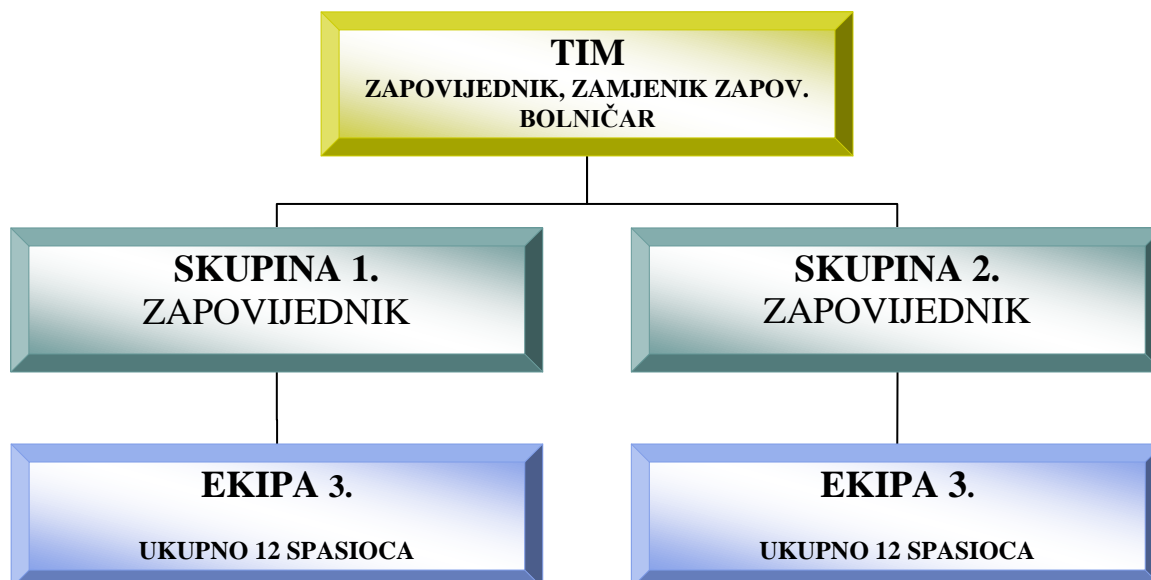 TIM
ZAPOVIJEDNIK, ZAMJENIK ZAPOV.
BOLNIČAR
SKUPINA 1.
ZAPOVIJEDNIK
SKUPINA 2.
ZAPOVIJEDNIK
EKIPA 3.
UKUPNO 12 SPASIOCA
EKIPA 3.
UKUPNO 12 SPASIOCA